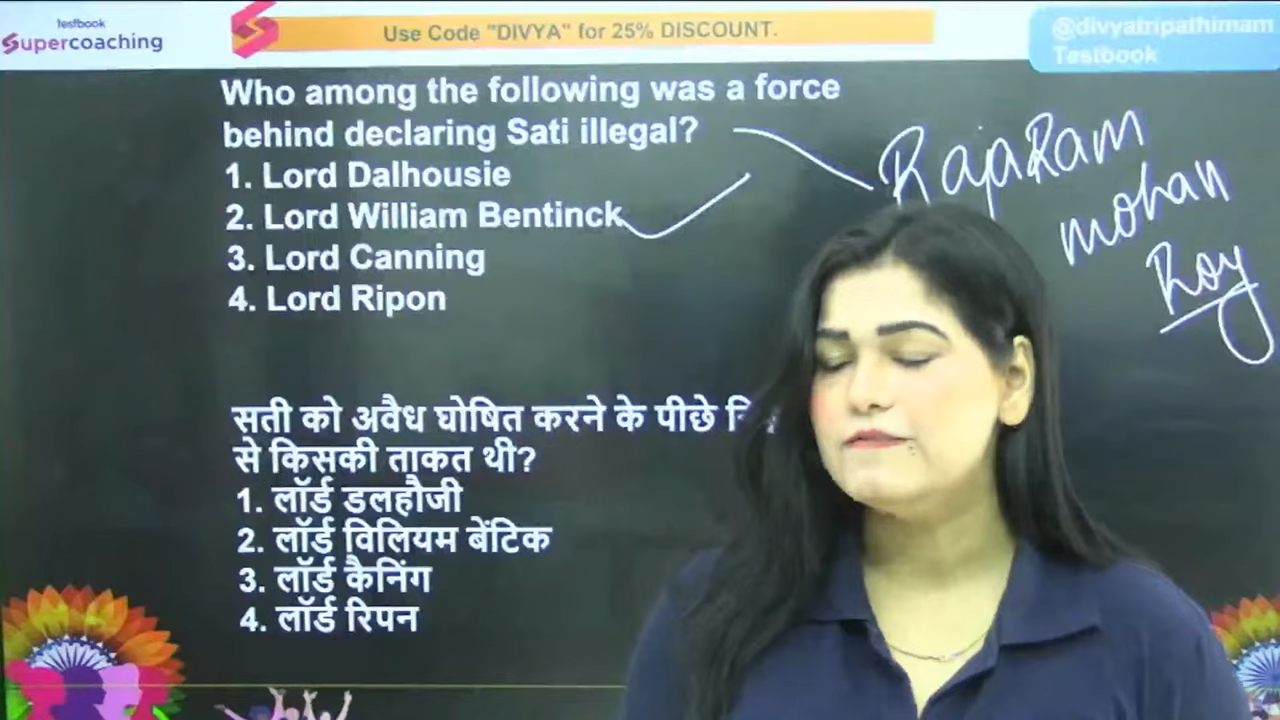 testbook
Supercoaching
Use Code "DIVYA" for 25% DISCOUNT.
@divyatripathimam
Testbook
Who among the following was a force
behind declaring Sati illegal?
1. Lord Dalhousie
2. Lord William Bentinck
3. Lord Canning
4. Lord Ripon
RajaRam
mohan
Roy
सती को अवैध घोषित करने के पीछे
से किसकी ताकत थी?
1. लॉर्ड डलहौजी
2. लॉर्ड विलियम बेंटिक
3. लॉर्ड कैनिंग
4. लॉर्ड रिपन